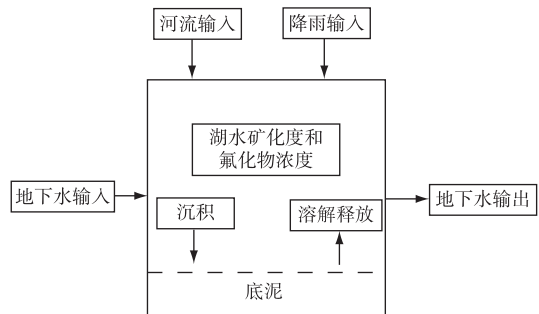 河流输入
降雨输入
湖水矿化度和
氟化物浓度
地下水输入
沉积
溶解释放
地下水输出
底泥